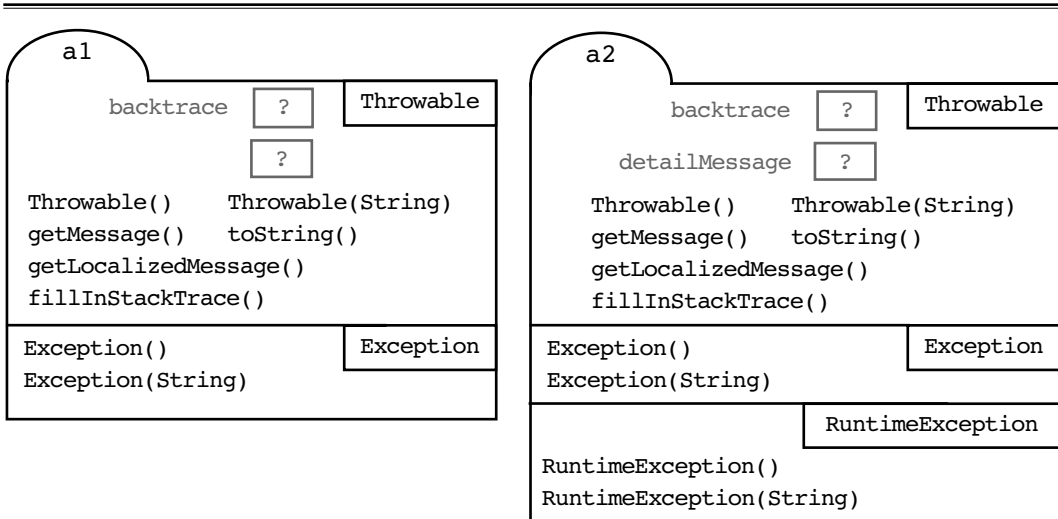 a1
backtrace ? Throwable
?
Throwable() Throwable(String)
getMessage() toString()
getLocalizedMessage()
fillInStackTrace()
Exception() Exception
Exception(String)
a2
backtrace ? Throwable
detailMessage ?
Throwable() Throwable(String)
getMessage() toString()
getLocalizedMessage()
fillInStackTrace()
Exception() Exception
Exception(String)
RuntimeException
RuntimeException()
RuntimeException(String)